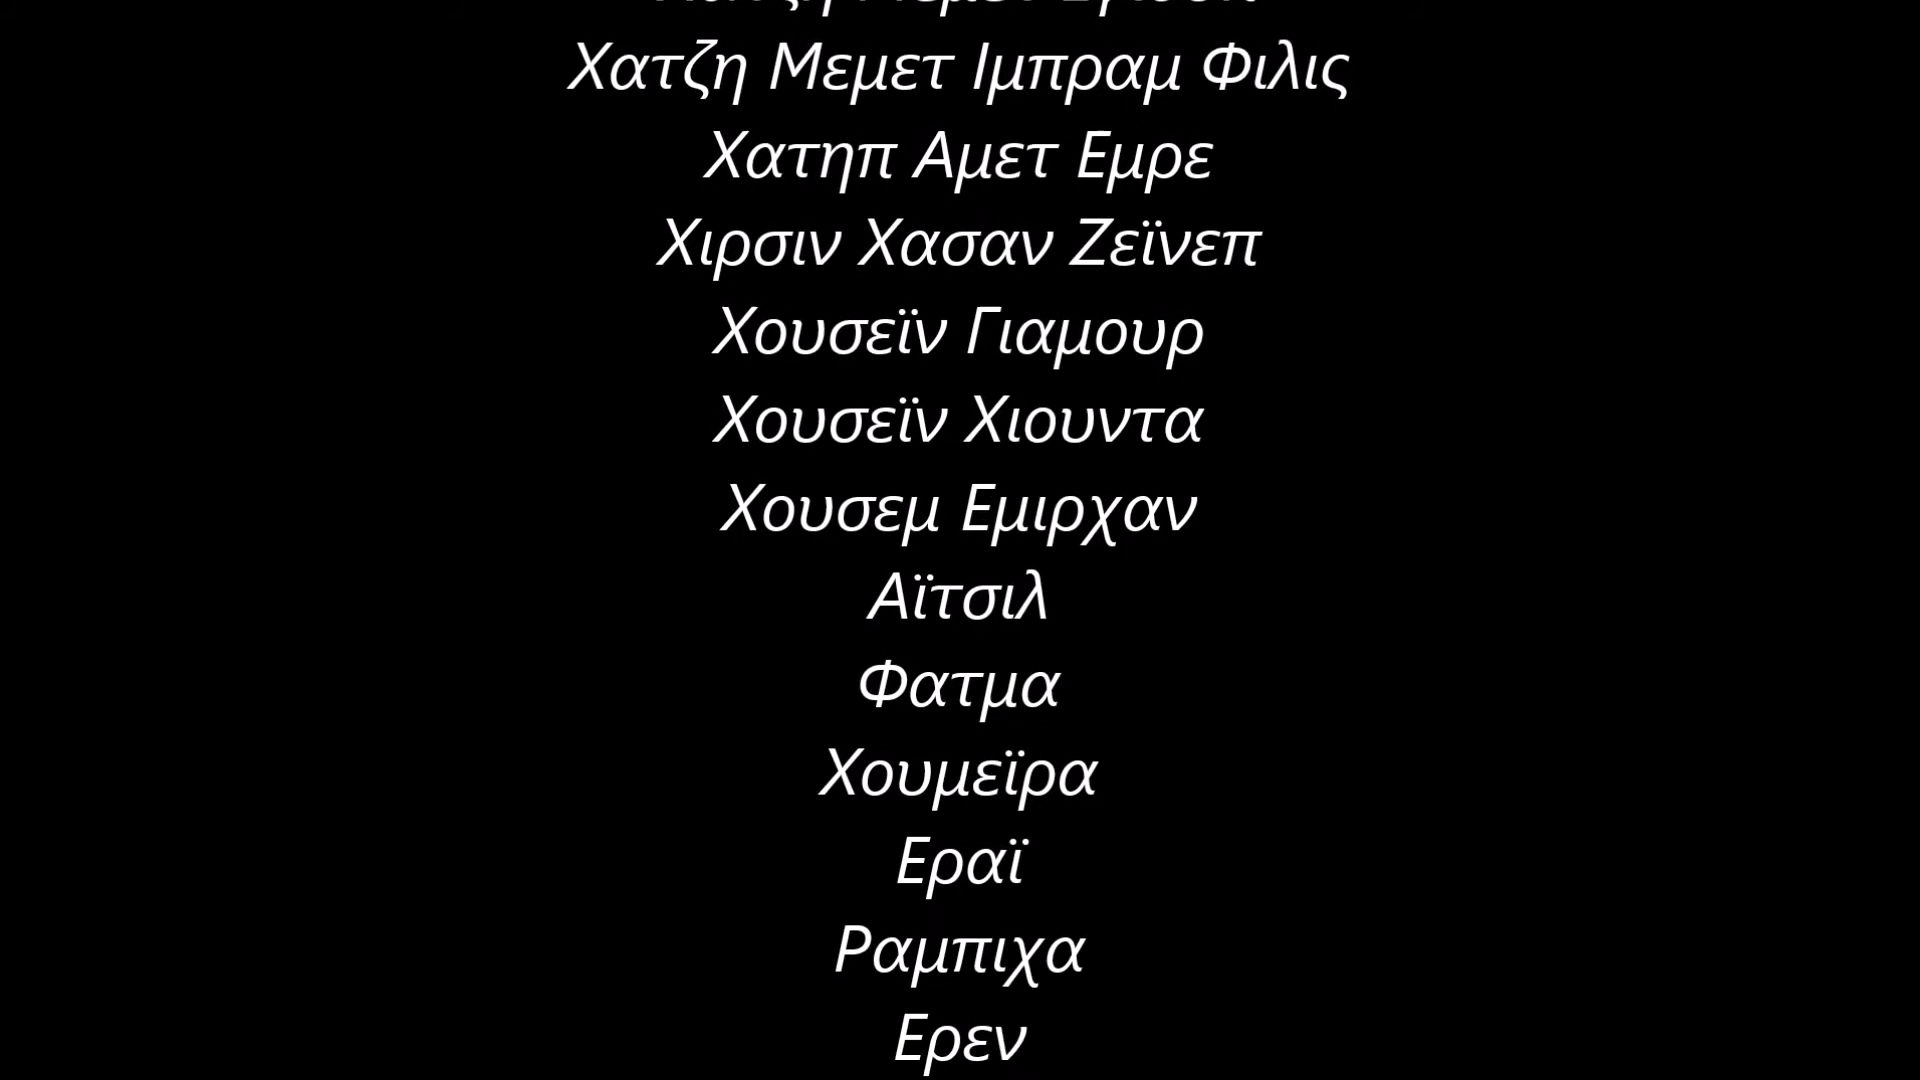 Χατζη Μεμετ Ιμπραμ Φιλις
Χατηπ Αμετ Εμρε
Χιρσιν Χασαν Ζεϊνεπ
Χουσεϊν Γιαμουρ
Χουσεϊν Χιουντα
Χουσεμ Εμιρχαν
Αϊτσιλ
Φατμα
Χουμεϊρα
Εραϊ
Ραμπιχα
Ερεν